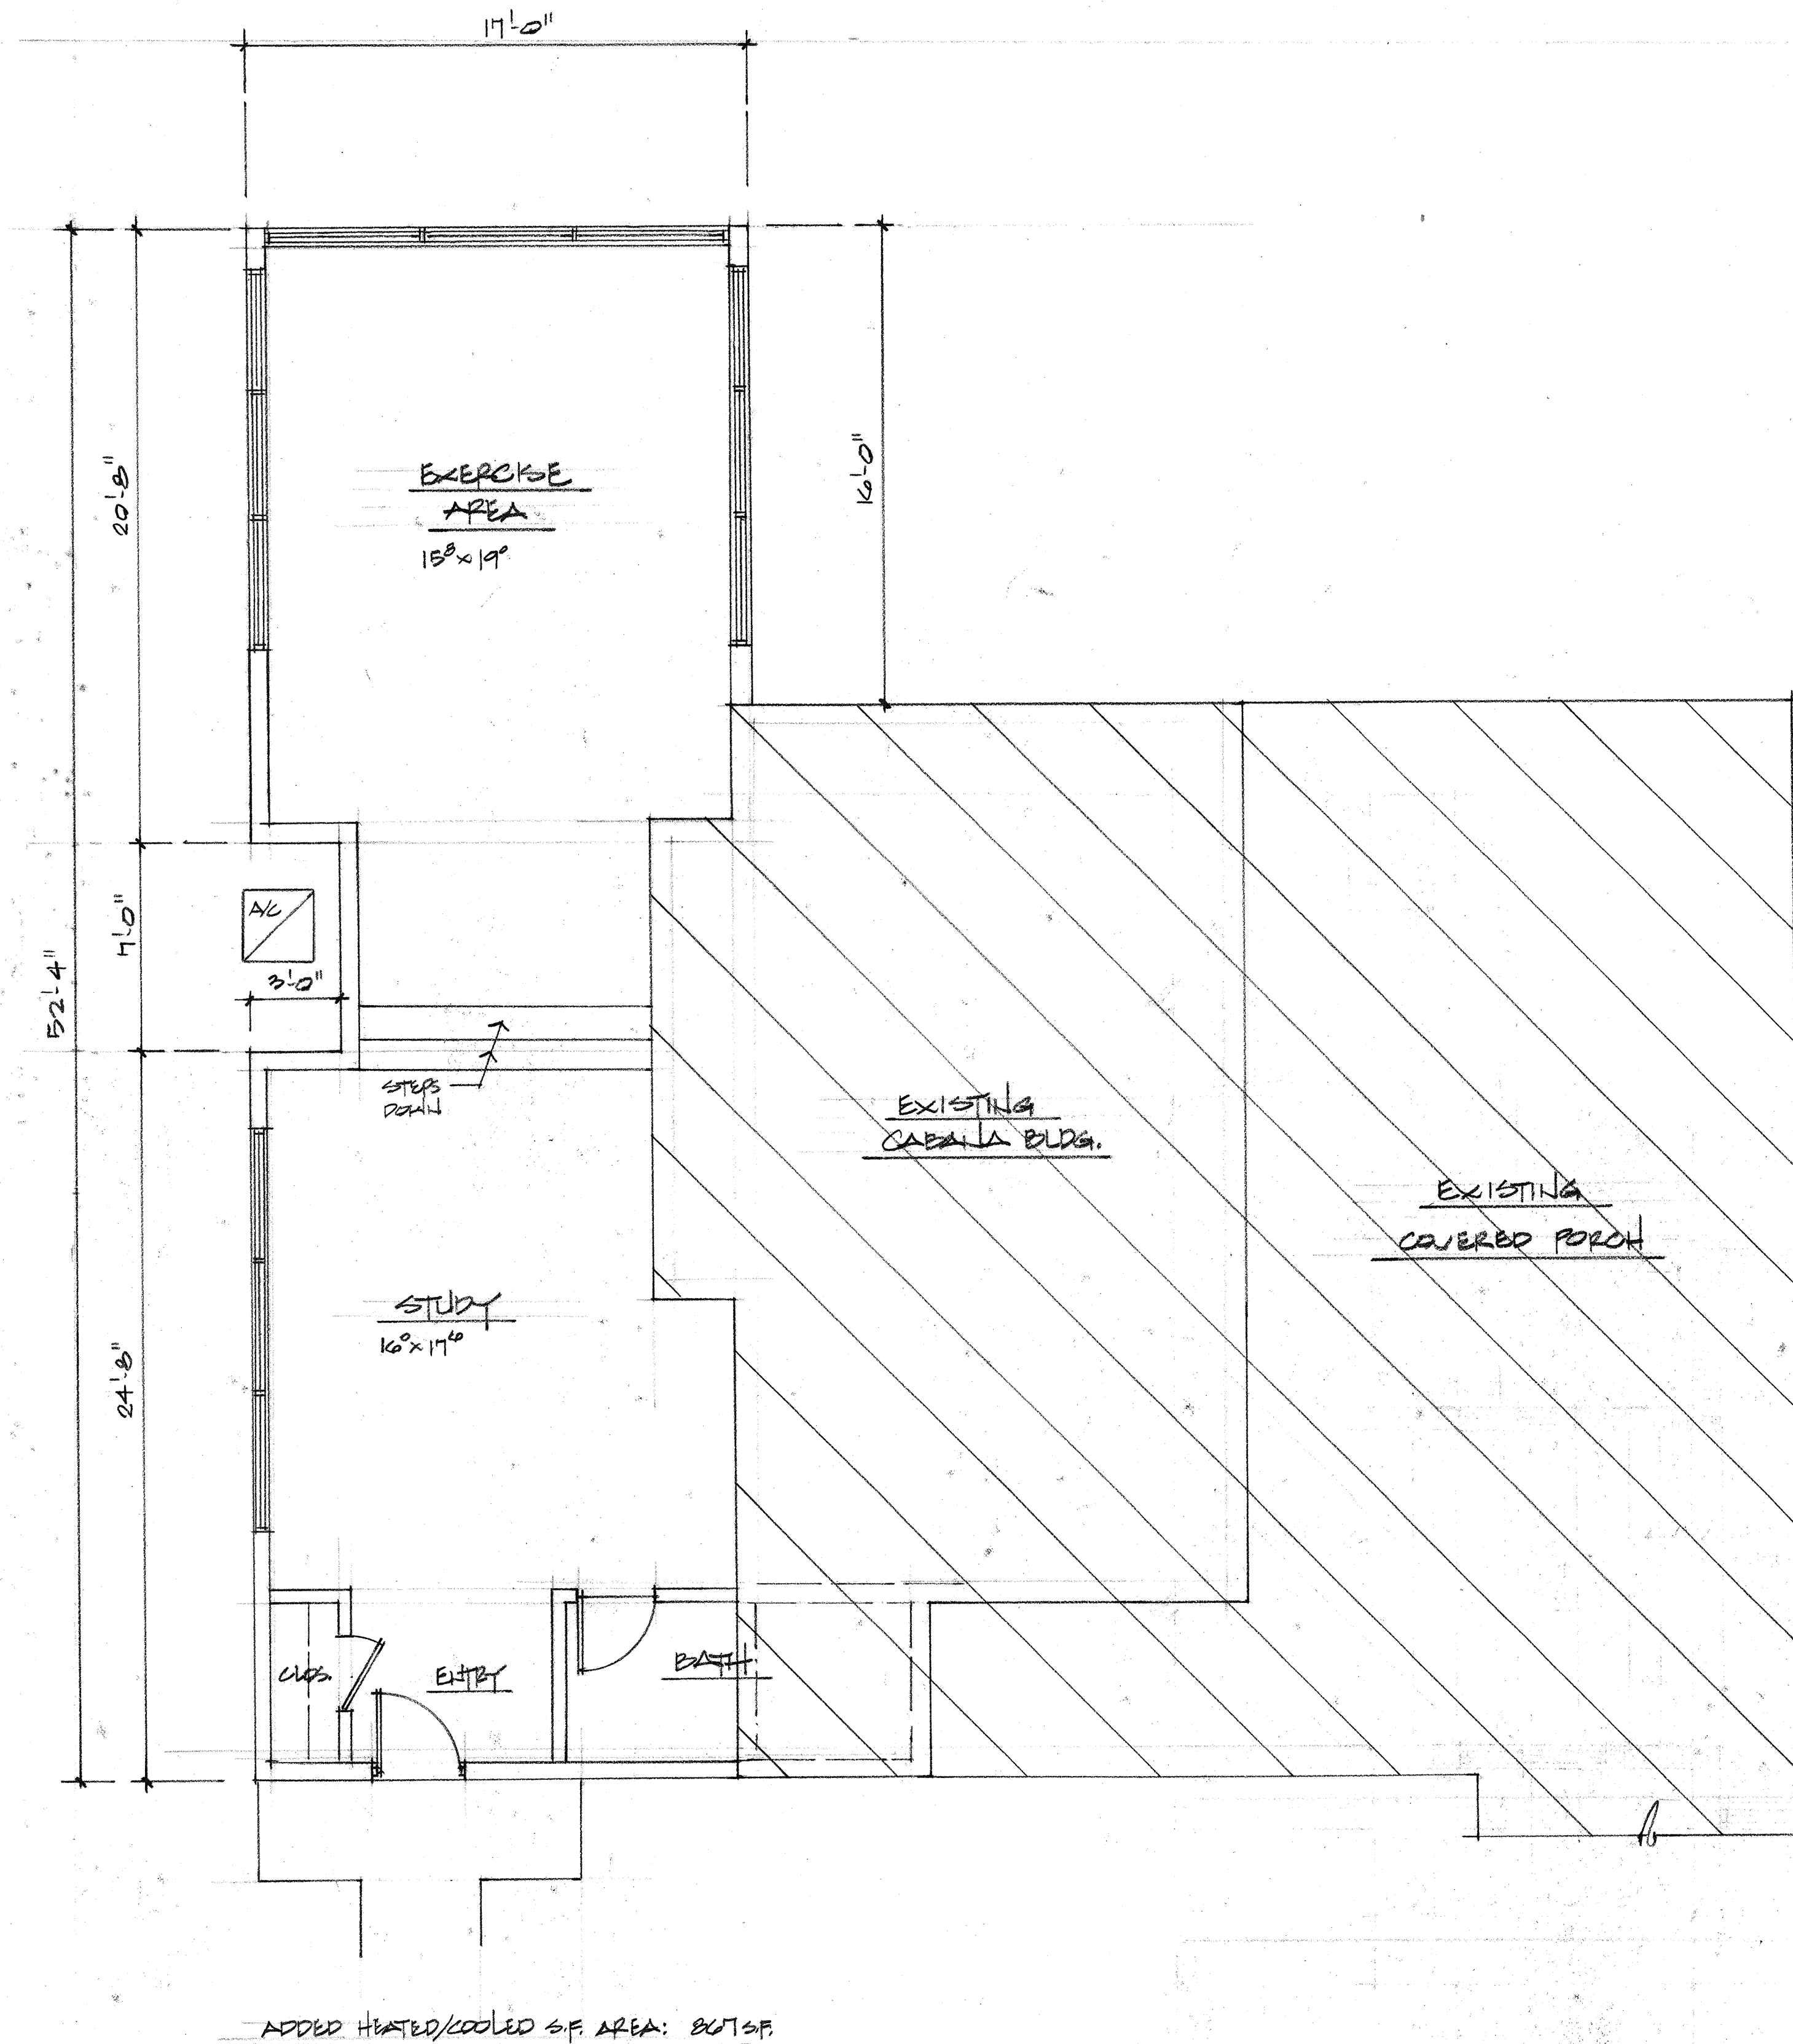 17'-0"
EXERCISE
AREA
15⁸ x 19⁰
20'-8"
16'-0"
A/C
3'-0"
7'-0"
52'-4"
STEPS
DOWN
EXISTING
CABANA BLDG.
EXISTING
COVERED PORCH
STUDY
16⁰ x 17⁶
24'-8"
CLOS.
ENTRY
BATH
ADDED HEATED/COOLED S.F. AREA: 867 S.F.